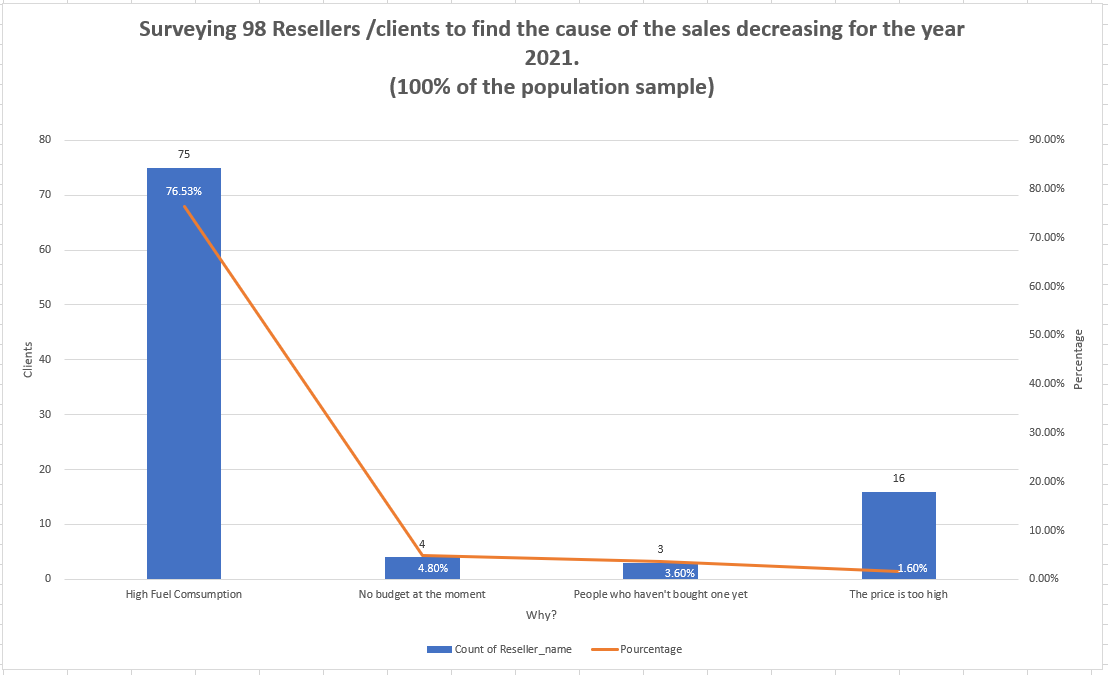 Surveying 98 Resellers /clients to find the cause of the sales decreasing for the year
2021.
(100% of the population sample)
80
70
60
50
40
30
20
10
0
Clients
75
76.53%
4
4.80%
3
3.60%
16
1.60%
90.00%
80.00%
70.00%
60.00%
50.00%
40.00%
30.00%
20.00%
10.00%
0.00%
Percentage
High Fuel Comsumption
No budget at the moment
People who haven't bought one yet
The price is too high
Why?
Count of Reseller_name
Pourcentage